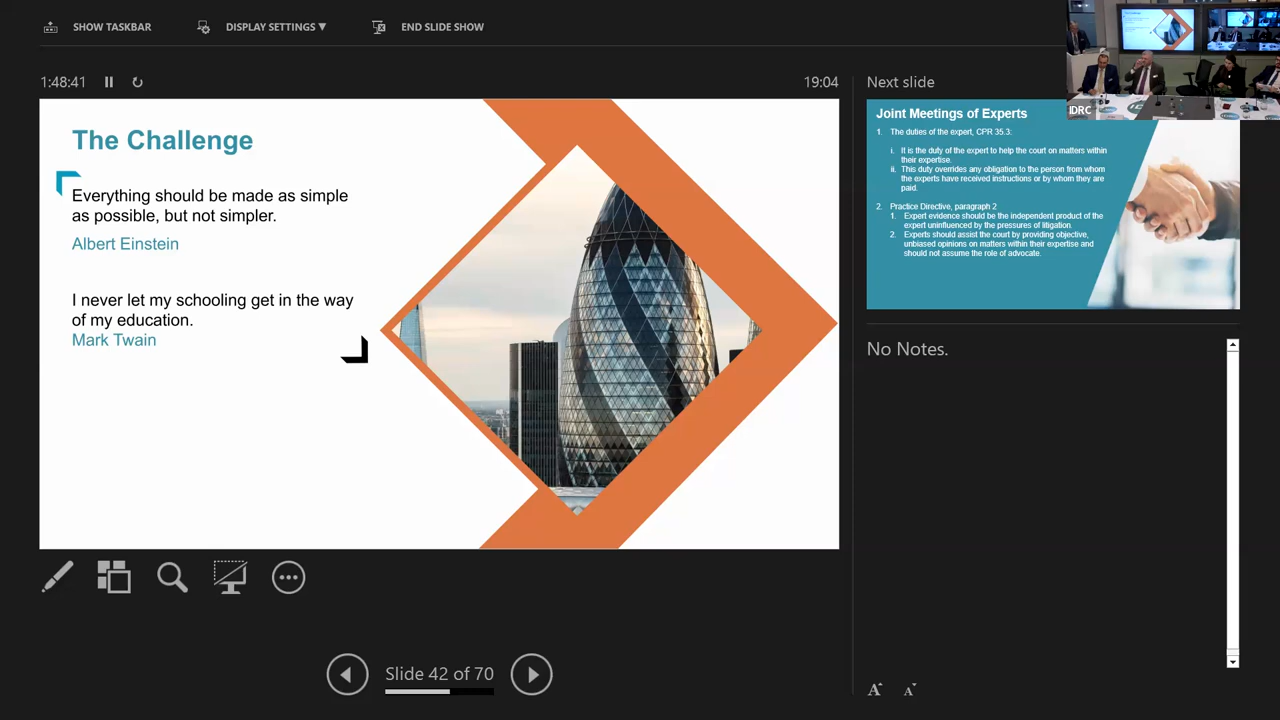 SHOW TASKBAR
DISPLAY SETTINGS ▼
END SLIDE SHOW
1:48:41
19:04
Next slide
The Challenge
Everything should be made as simple
as possible, but not simpler.
Albert Einstein
I never let my schooling get in the way
of my education.
Mark Twain
Joint Meetings of Experts
1. The duties of the expert, CPR 35.3:
i. It is the duty of the expert to help the court on matters within
their expertise.
ii. This duty overrides any obligation to the person from whom
the experts have received instructions or by whom they are
paid.
2. Practice Directive, paragraph 2
1. Expert evidence should be the independent product of the
expert uninfluenced by the pressures of litigation.
2. Experts should assist the court by providing objective,
unbiased opinions on matters within their expertise and
should not assume the role of advocate.
IDRC
No Notes.
Slide 42 of 70
A A